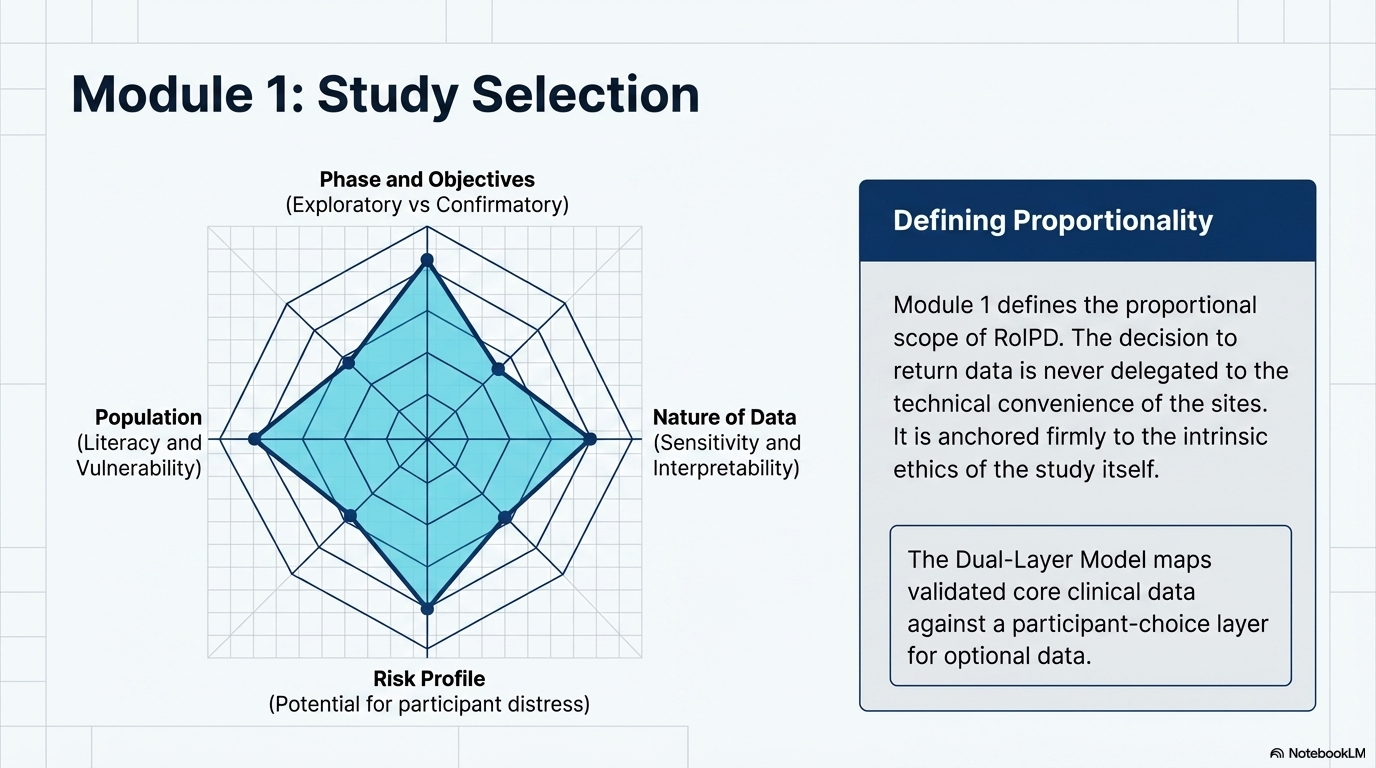 Module 1: Study Selection
Phase and Objectives
(Exploratory vs Confirmatory)
Population
(Literacy and
Vulnerability)
Nature of Data
(Sensitivity and
Interpretability)
Risk Profile
(Potential for participant distress)
Defining Proportionality
Module 1 defines the proportional
scope of RoIPD. The decision to
return data is never delegated to the
technical convenience of the sites.
It is anchored firmly to the intrinsic
ethics of the study itself.
The Dual-Layer Model maps
validated core clinical data
against a participant-choice layer
for optional data.
NotebookLM